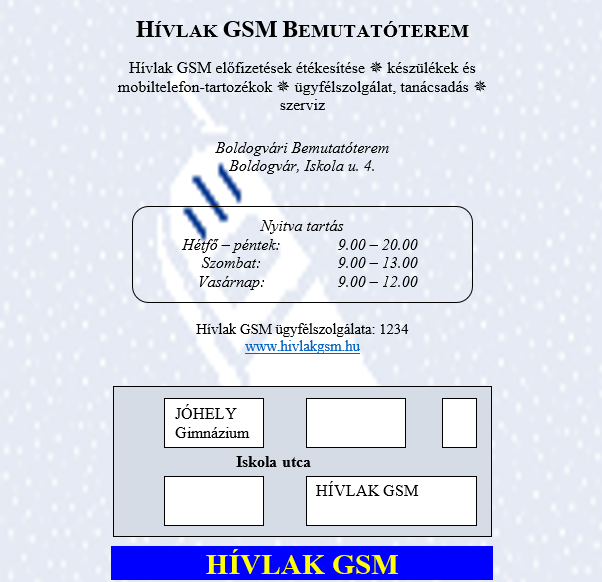 HÍVLAK GSM BEMUTATÓTEREM
Hívlak GSM előfizetések étékesítése ✵ készülékek és
mobiltelefon-tartozékok ✵ ügyfélszolgálat, tanácsadás ✵
szerviz
Boldogvári Bemutatóterem
Boldogvár, Iskola u. 4.
Nyitva tartás
Hétfő – péntek: 9.00 – 20.00
Szombat: 9.00 – 13.00
Vasárnap: 9.00 – 12.00
Hívlak GSM ügyfélszolgálata: 1234
www.hivlakgsm.hu
JÓHELY
Gimnázium
Iskola utca
HÍVLAK GSM
HÍVLAK GSM